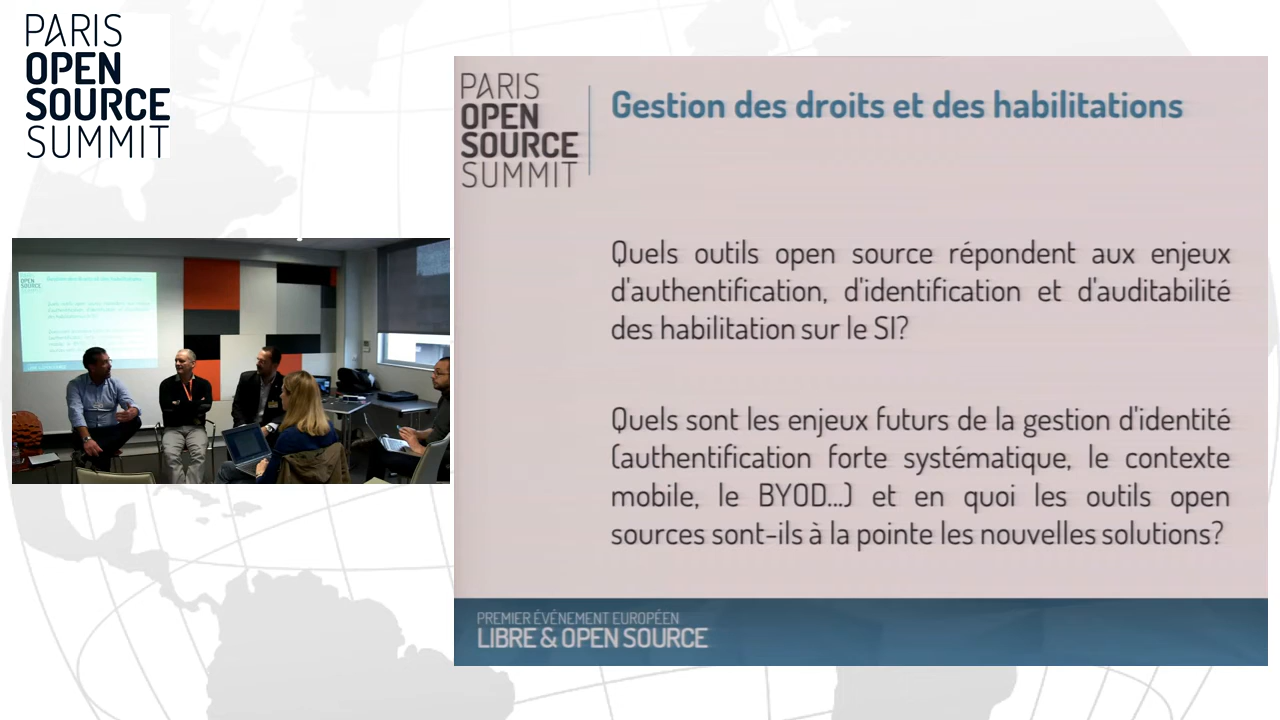 PARIS
OPEN
SOURCE
SUMMIT
PARIS
OPEN
SOURCE
SUMMIT
Gestion des droits et des habilitations
Quels outils open source répondent aux enjeux
d'authentification, d'identification et d'auditabilité
des habilitation sur le SI?
Quels sont les enjeux futurs de la gestion d'identité
(authentification forte systématique, le contexte
mobile, le BYOD...) et en quoi les outils open
sources sont-ils à la pointe les nouvelles solutions?
PREMIER ÉVÉNEMENT EUROPÉEN
LIBRE & OPEN SOURCE